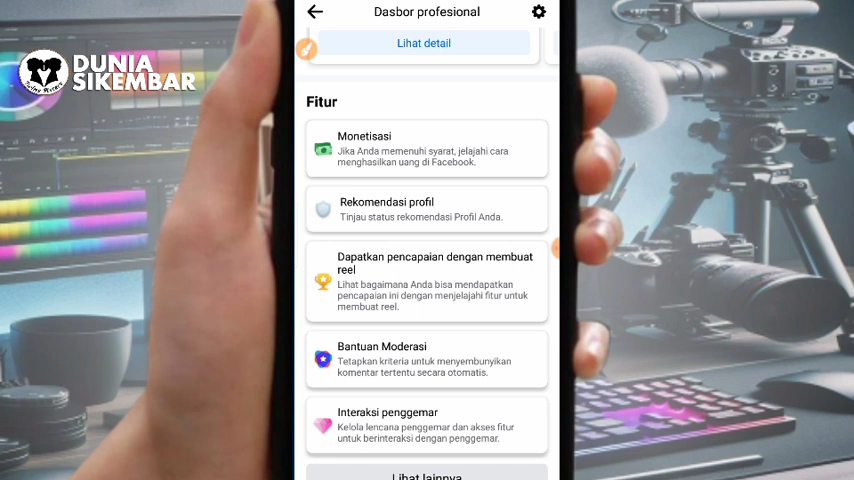 DUNIA
SIKEMBAR
Dasbor profesional
Lihat detail
Fitur
Monetisasi
Jika Anda memenuhi syarat, jelajahi cara
menghasilkan uang di Facebook.
Rekomendasi profil
Tinjau status rekomendasi Profil Anda.
Dapatkan pencapaian dengan membuat
reel
Lihat bagaimana Anda bisa mendapatkan
pencapaian ini dengan menjelajahi fitur untuk
membuat reel.
Bantuan Moderasi
Tetapkan kriteria untuk menyembunyikan
komentar tertentu secara otomatis.
Interaksi penggemar
Kelola lencana penggemar dan akses fitur
untuk berinteraksi dengan penggemar.
Lihat lainnya